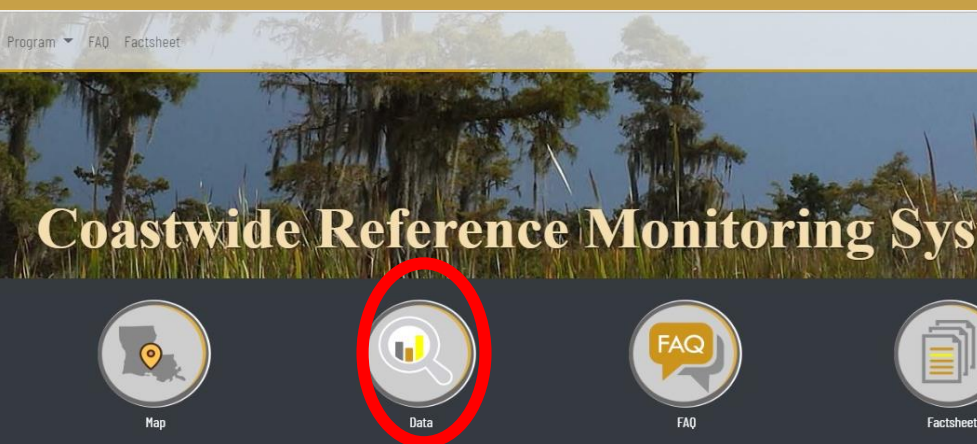 Program FAQ Factsheet
Coastwide Reference Monitoring Sys
FAQ
Map Data FAQ Factsheet